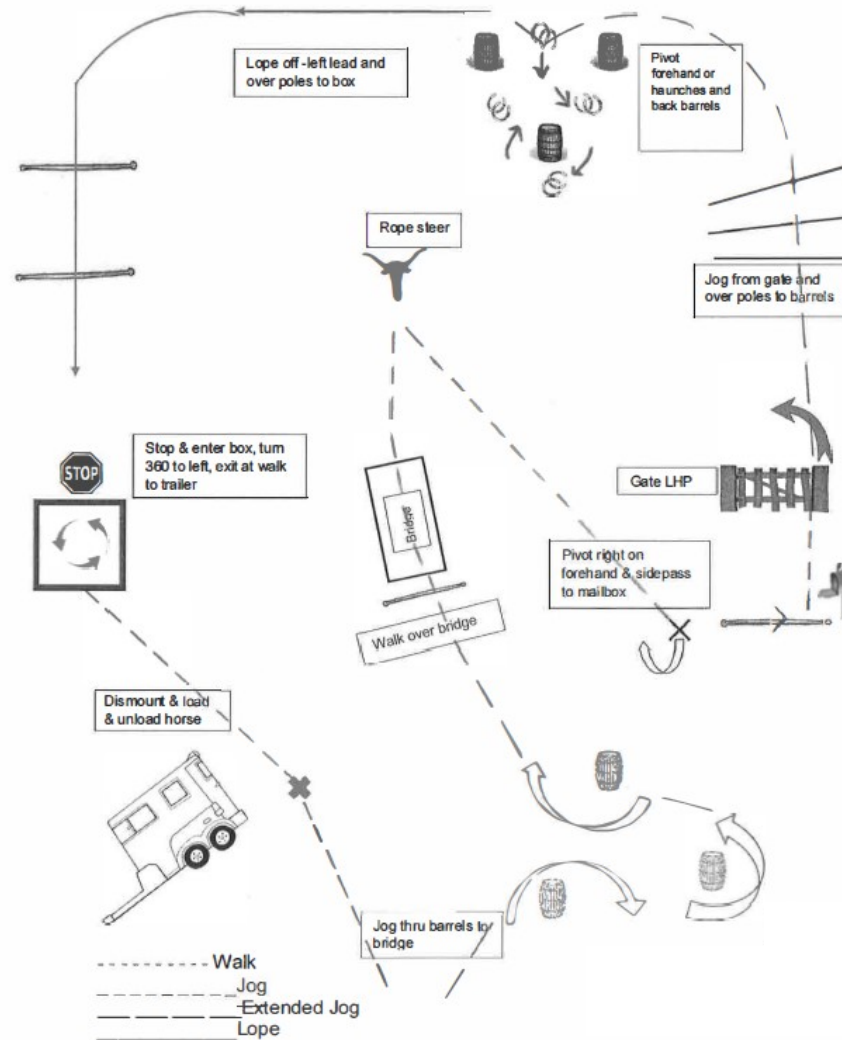 Lope off -left lead and
over poles to box
Pivot
forehand or
haunches and
back barrels
Rope steer
Jog from gate and
over poles to barrels
Stop & enter box, turn
360 to left, exit at walk
to trailer
STOP
Gate LHP
Bridge
Pivot right on
forehand & sidepass
to mailbox
Walk over bridge
Dismount & load
& unload horse
Jog thru barrels to
bridge
Walk
Jog
Extended Jog
Lope